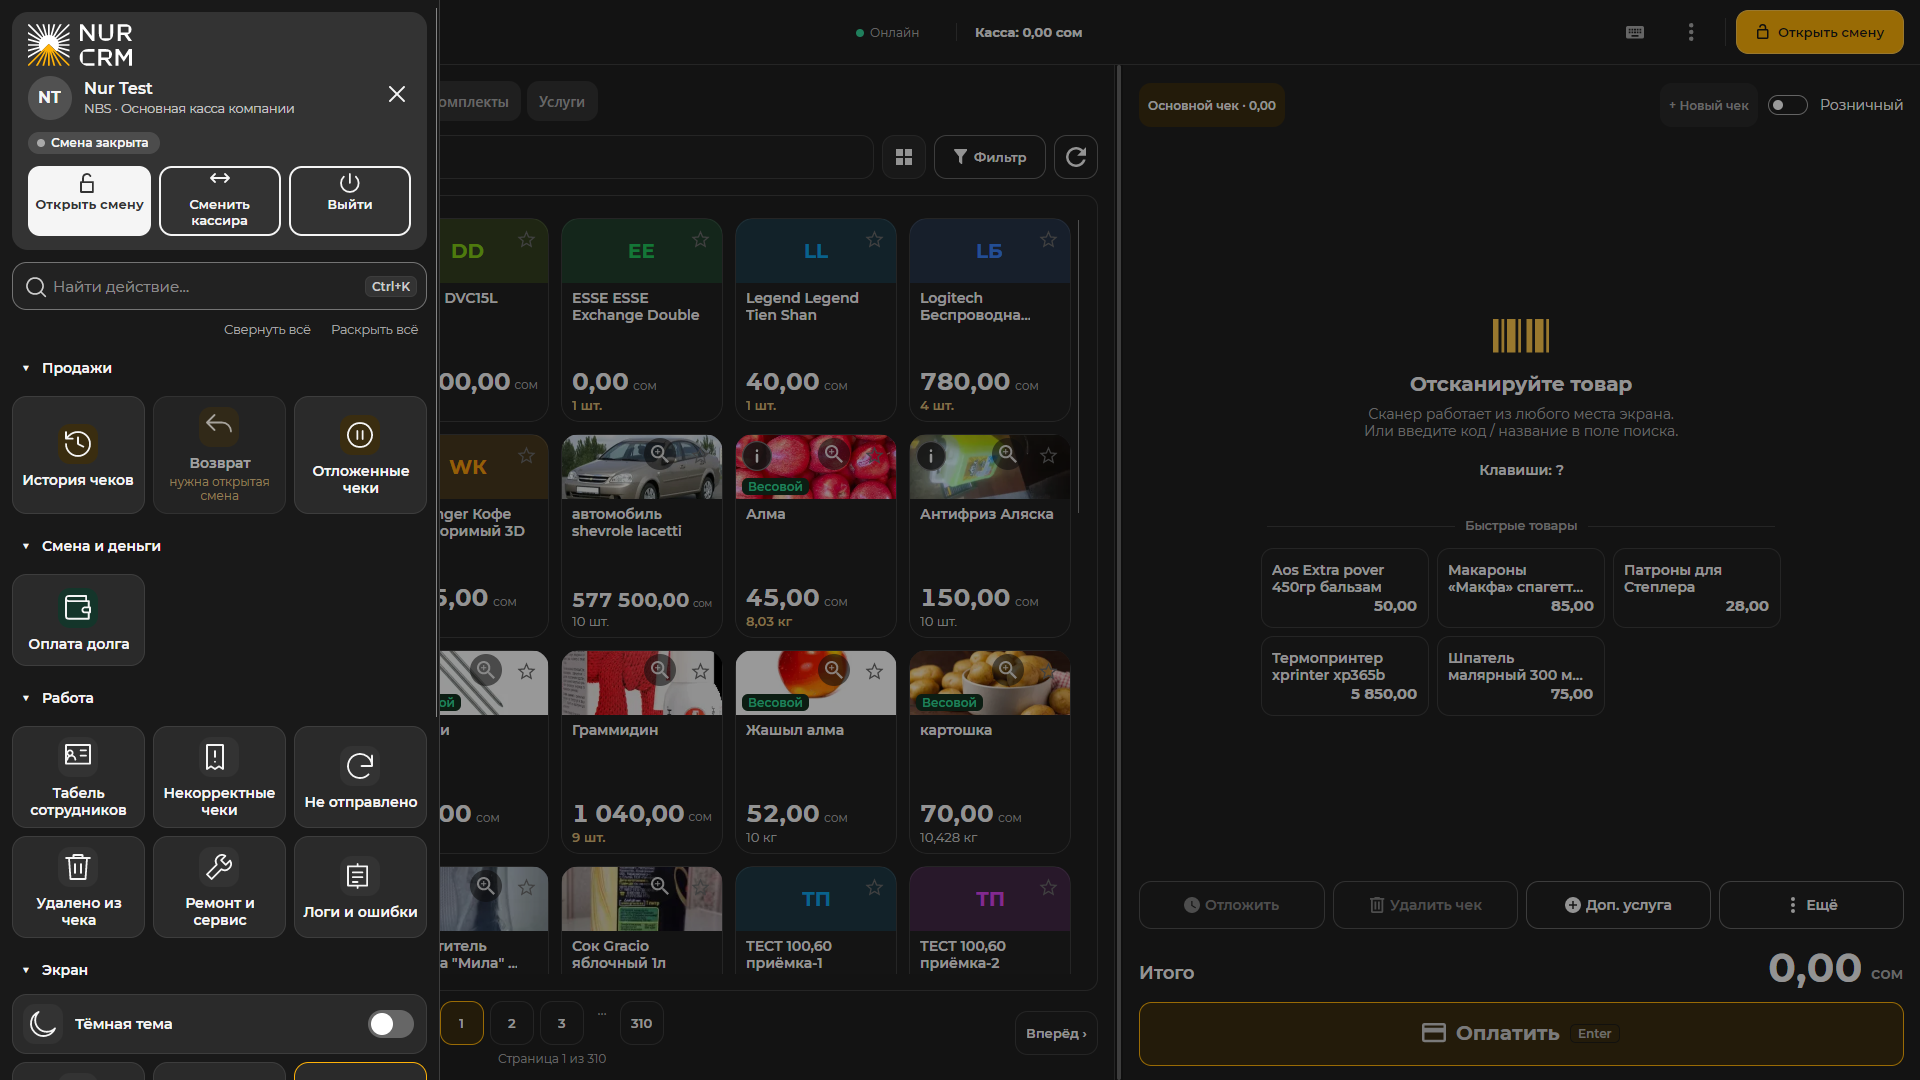 NUR
CRM
NT
Nur Test
NBS · Основная касса компании
Смена закрыта
Открыть смену
Сменить
кассира
Выйти
Найти действие...
Ctrl+K
Свернуть всё
Раскрыть всё
Продажи
История чеков
Возврат
нужна открытая
смена
Отложенные
чеки
Смена и деньги
Оплата долга
Работа
Табель
сотрудников
Некорректные
чеки
Не отправлено
Удалено из
чека
Ремонт и
сервис
Логи и ошибки
Экран
Тёмная тема
Онлайн
Касса: 0,00 сом
Открыть смену
омплекты
Услуги
Фильтр
DD
DVC15L
00,00 сом
EE
ESSE ESSE
Exchange Double
0,00 сом
1 шт.
LL
Legend Legend
Tien Shan
40,00 сом
1 шт.
LБ
Logitech
Беспроводна...
780,00 сом
4 шт.
WK
nger Кофе
оримый 3D
5,00 сом
автомобиль
shevrole lacetti
577 500,00 сом
10 шт.
Весовой
Алма
45,00 сом
8,03 кг
Антифриз Аляска
150,00 сом
10 шт.
ой
и
00 сом
Граммидин
1 040,00 сом
9 шт.
Весовой
Жашыл алма
52,00 сом
10 кг
Весовой
картошка
70,00 сом
10,428 кг
титель
а "Мила" ...
Сок Gracio
яблочный 1л
ТП
ТЕСТ 100,60
приёмка-1
ТП
ТЕСТ 100,60
приёмка-2
1
2
3
...
310
Вперёд ›
Страница 1 из 310
Основной чек · 0,00
+ Новый чек
Розничный
Отсканируйте товар
Сканер работает из любого места экрана.
Или введите код / название в поле поиска.
Клавиши: ?
Быстрые товары
Aos Extra pover
450гр бальзам
50,00
Макароны
«Макфа» спагетт...
85,00
Патроны для
Степлера
28,00
Термопринтер
xprinter xp365b
5 850,00
Шпатель
малярный 300 м...
75,00
Отложить
Удалить чек
Доп. услуга
Ещё
Итого
0,00 сом
Оплатить
Enter